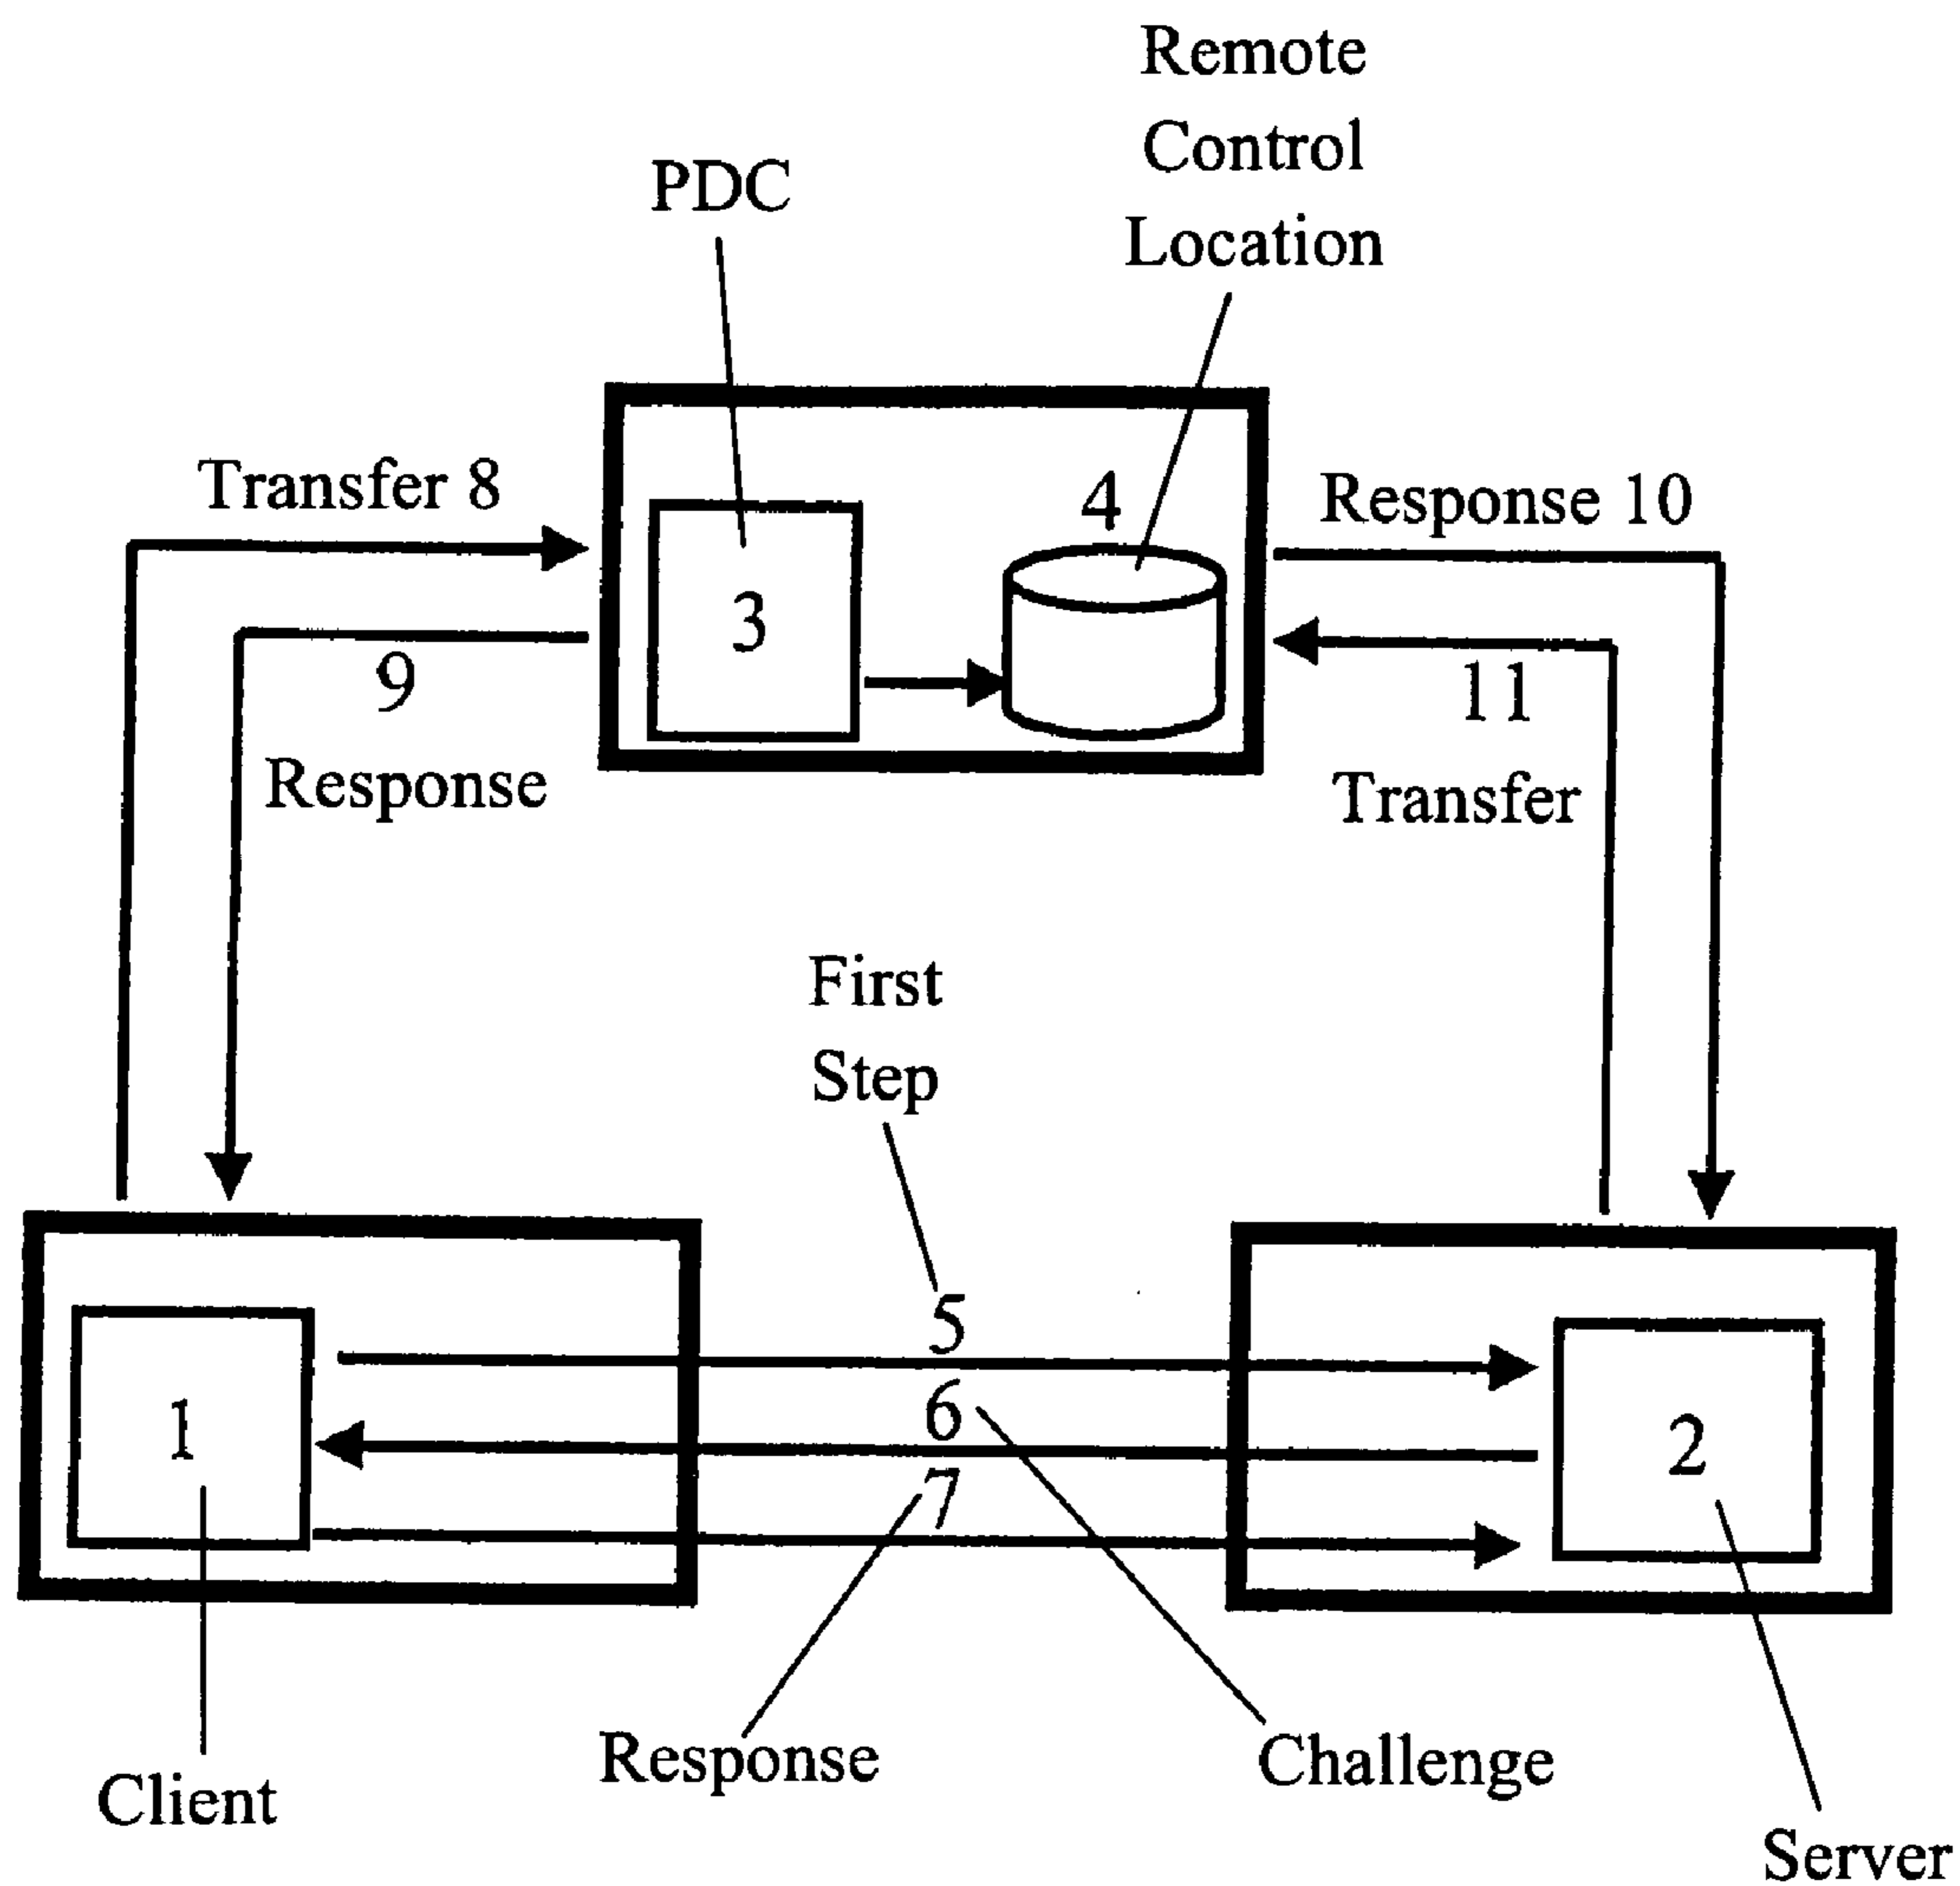 Remote
Control
Location
PDC
Transfer 8
4
Response 10
3
9
11
Response
Transfer
First
Step
5
6
1
2
7
Response
Challenge
Client
Server